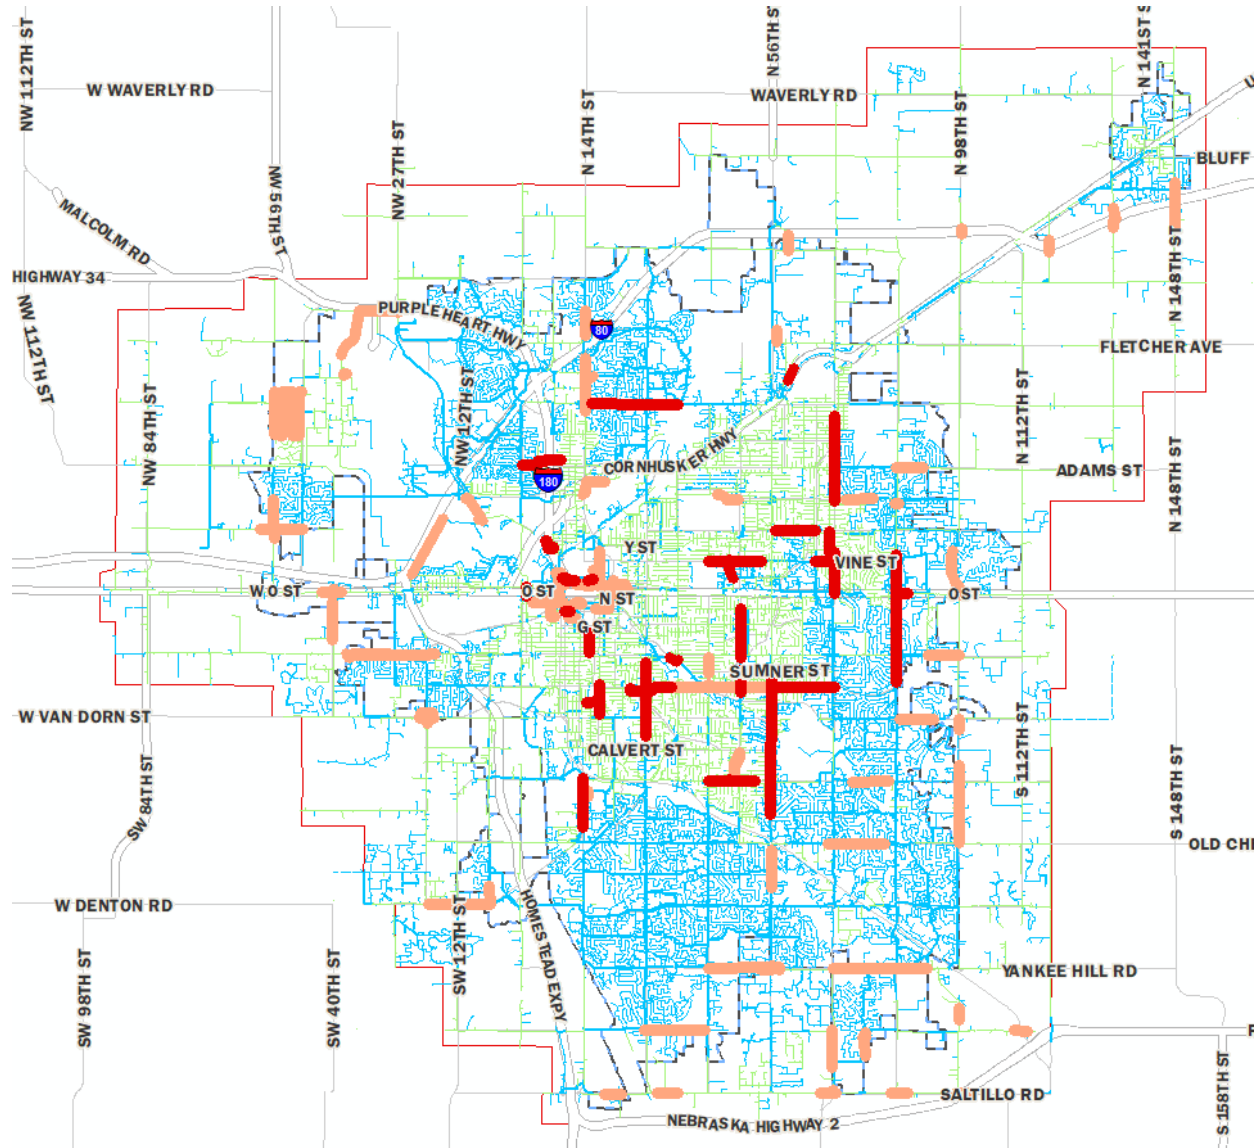 NW 112TH ST
W WAVERLY RD
NW 56TH ST
NW 27TH ST
N 14TH ST
N 56TH S
WAVERLY RD
N 98TH ST
N 141ST S
U
BLUFF
MALCOLM RD
HIGHWAY 34
NW 112TH ST
PURPLE HEART HWY
80
N 148TH ST
FLETCHER AVE
NW 84TH ST
NW 12TH ST
N 112TH ST
CORNHUSKER HWY
ADAMS ST
180
N 148TH ST
Y ST
VINE ST
W O ST
O ST
N ST
O ST
G ST
SUMNER ST
W VAN DORN ST
CALVERT ST
SW 84TH ST
S 112TH ST
S 148TH ST
OLD CHE
W DENTON RD
SW 12TH ST
HOMESTEAD EXPY
SW 98TH ST
SW 40TH ST
YANKEE HILL RD
SALTILLO RD
NEBRASKA HIGHWAY 2
S 158TH ST